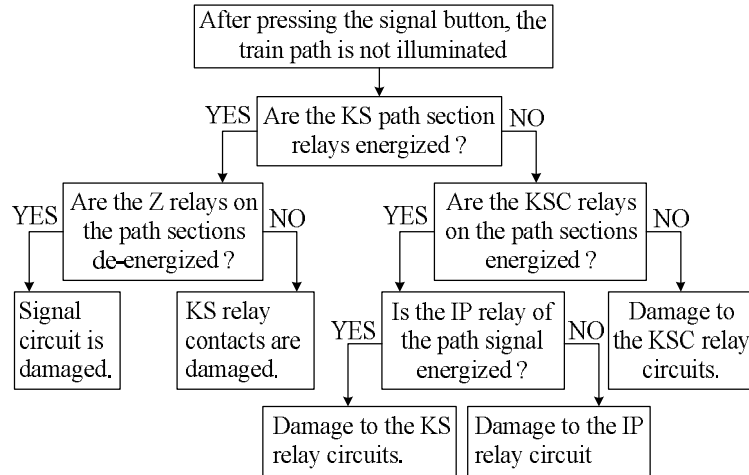 After pressing the signal button, the
train path is not illuminated
YES
Are the KS path section
relays energized ?
NO
YES
Are the Z relays on
the path sections
de-energized ?
NO
YES
Are the KSC relays
on the path sections
energized ?
NO
Signal
circuit is
damaged.
KS relay
contacts are
damaged.
YES
Is the IP relay of
the path signal
energized ?
NO
Damage to
the KSC relay
circuits.
Damage to the KS
relay circuits.
Damage to the IP
relay circuit